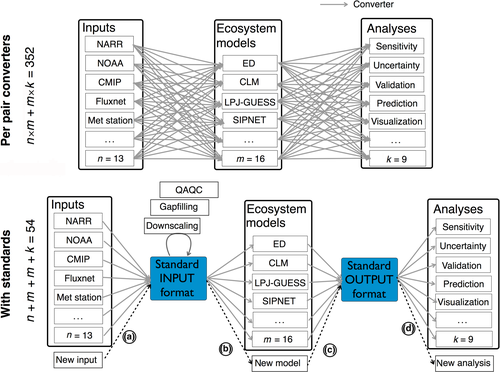 Converter
Per pair converters
n×m + m×k = 352
Inputs
NARR
NOAA
CMIP
Fluxnet
Met station
...
n = 13
Ecosystem
models
ED
CLM
LPJ-GUESS
SIPNET
...
m = 16
Analyses
Sensitivity
Uncertainty
Validation
Prediction
Visualization
...
k = 9
With standards
n + m + m + k = 54
Inputs
NARR
NOAA
CMIP
Fluxnet
Met station
...
n = 13
New input
(a)
QAQC
Gapfilling
Downscaling
Standard
INPUT
format
(b)
Ecosystem
models
ED
CLM
LPJ-GUESS
SIPNET
...
m = 16
New model
(c)
Standard
OUTPUT
format
(d)
Analyses
Sensitivity
Uncertainty
Validation
Prediction
Visualization
...
k = 9
New analysis